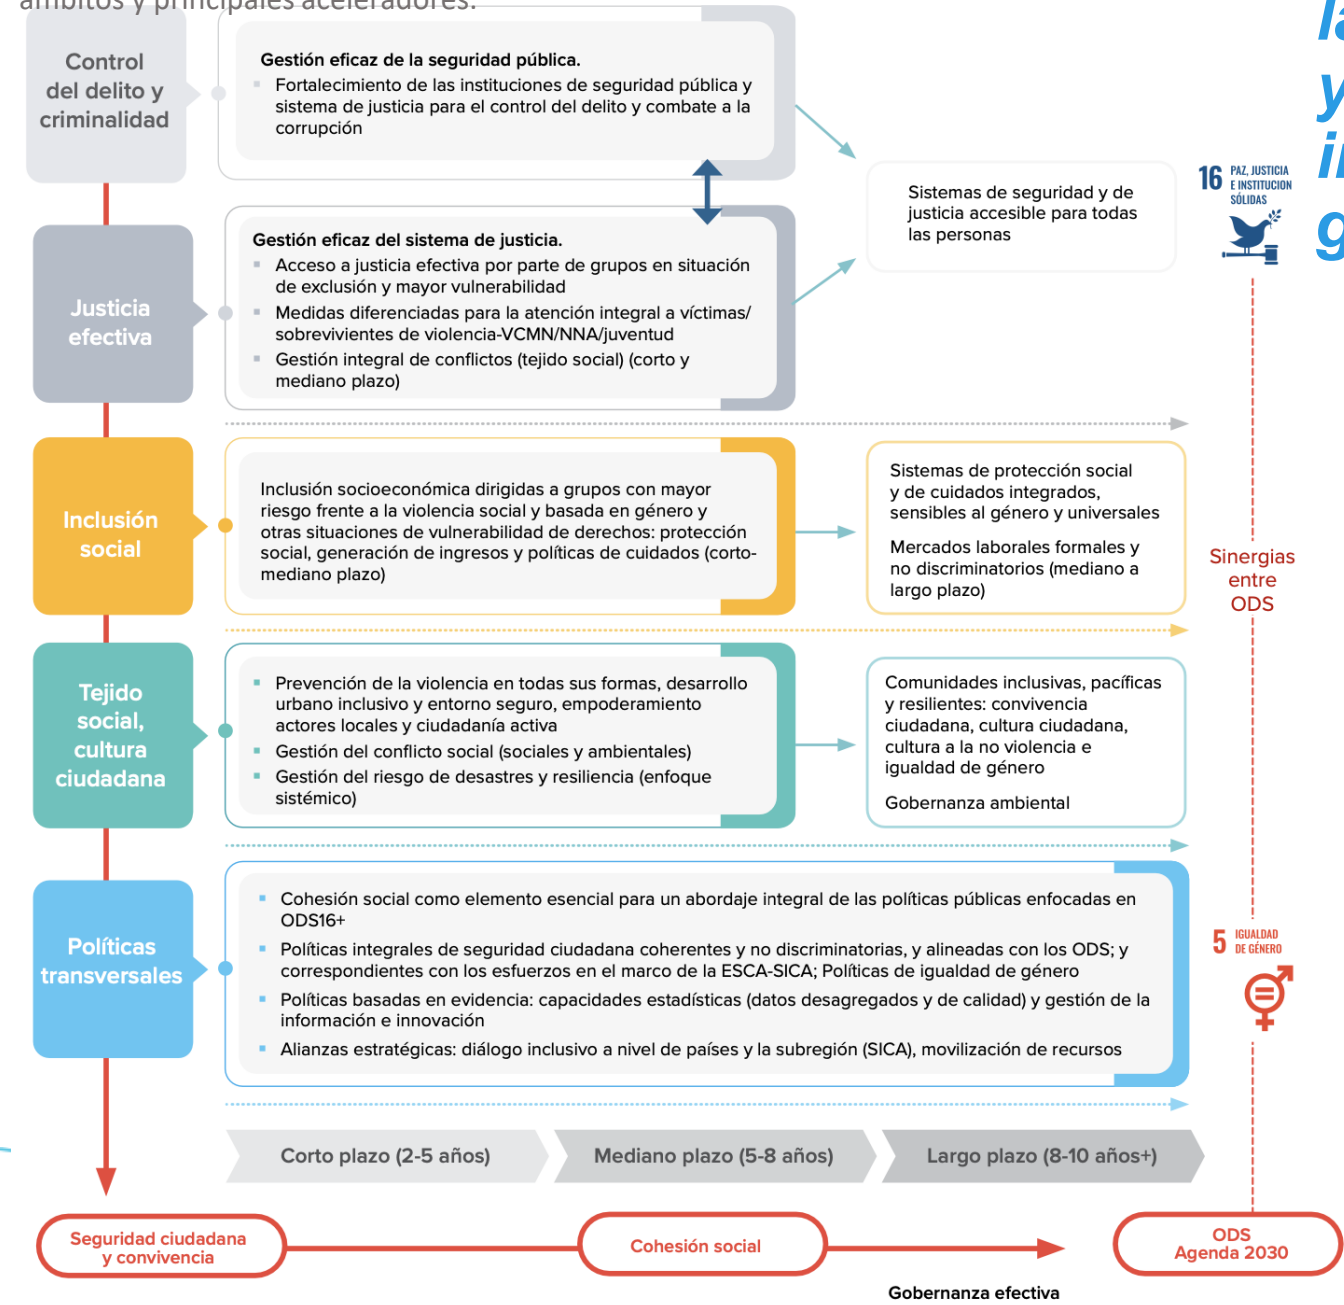 ámbitos y principales aceleradores:
Control
del delito y
criminalidad
Gestión eficaz de la seguridad pública.
Fortalecimiento de las instituciones de seguridad pública y
sistema de justicia para el control del delito y combate a la
corrupción
Sistemas de seguridad y de
justicia accesible para todas
las personas
16 PAZ, JUSTICIA
E INSTITUCION
SÓLIDAS
Justicia
efectiva
Gestión eficaz del sistema de justicia.
Acceso a justicia efectiva por parte de grupos en situación
de exclusión y mayor vulnerabilidad
Medidas diferenciadas para la atención integral a víctimas/
sobrevivientes de violencia-VCMN/NNA/juventud
Gestión integral de conflictos (tejido social) (corto y
mediano plazo)
Inclusión
social
Inclusión socioeconómica dirigidas a grupos con mayor
riesgo frente a la violencia social y basada en género y
otras situaciones de vulnerabilidad de derechos: protección
social, generación de ingresos y políticas de cuidados (corto-
mediano plazo)
Sistemas de protección social
y de cuidados integrados,
sensibles al género y universales
Mercados laborales formales y
no discriminatorios (mediano a
largo plazo)
Sinergias
entre
ODS
Tejido
social,
cultura
ciudadana
Prevención de la violencia en todas sus formas, desarrollo
urbano inclusivo y entorno seguro, empoderamiento
actores locales y ciudadanía activa
Gestión del conflicto social (sociales y ambientales)
Gestión del riesgo de desastres y resiliencia (enfoque
sistémico)
Comunidades inclusivas, pacíficas
y resilientes: convivencia
ciudadana, cultura ciudadana,
cultura a la no violencia e
igualdad de género
Gobernanza ambiental
Políticas
transversales
Cohesión social como elemento esencial para un abordaje integral de las políticas públicas enfocadas en
ODS16+
Políticas integrales de seguridad ciudadana coherentes y no discriminatorias, y alineadas con los ODS; y
correspondientes con los esfuerzos en el marco de la ESCA-SICA; Políticas de igualdad de género
Políticas basadas en evidencia: capacidades estadísticas (datos desagregados y de calidad) y gestión de la
información e innovación
Alianzas estratégicas: diálogo inclusivo a nivel de países y la subregión (SICA), movilización de recursos
5 IGUALDAD
DE GÉNERO
Corto plazo (2-5 años)
Mediano plazo (5-8 años)
Largo plazo (8-10 años+)
Seguridad ciudadana
y convivencia
Cohesión social
ODS
Agenda 2030
Gobernanza efectiva